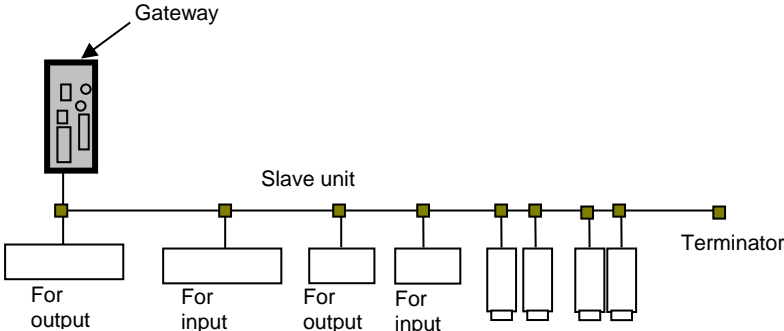 Gateway
Slave unit
Terminator
For
output
For
input
For
output
For
input